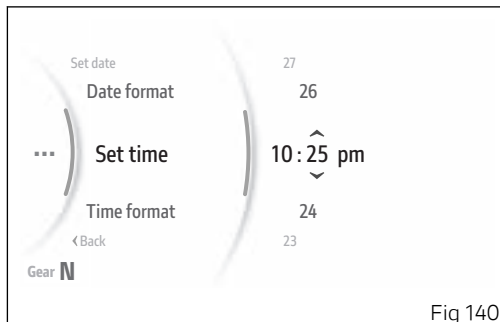 Set date
27
Date format
26
... Set time
10 : 25 pm
Time format
24
‹Back
23
Gear N
Fig 140